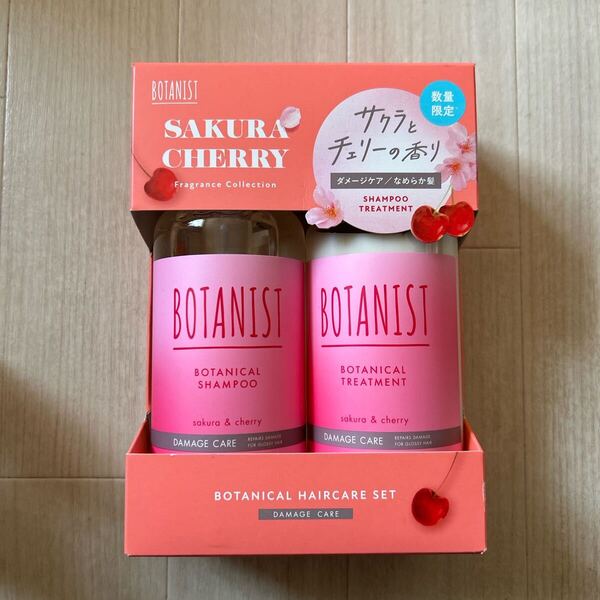 BOTANIST
SAKURA
CHERRY
Fragrance Collection
サクラと
チェリーの香り
数量
限定
ダメージケア/なめらか髪
SHAMPOO
TREATMENT
BOTANIST
BOTANICAL
SHAMPOO
sakura & cherry
DAMAGE CARE
REPAIRS DAMAGE
FOR GLOSSY HAIR
BOTANIST
BOTANICAL
TREATMENT
sakura & cherry
DAMAGE CARE
REPAIRS DAMAGE
FOR GLOSSY HAIR
BOTANICAL HAIRCARE SET
DAMAGE CARE